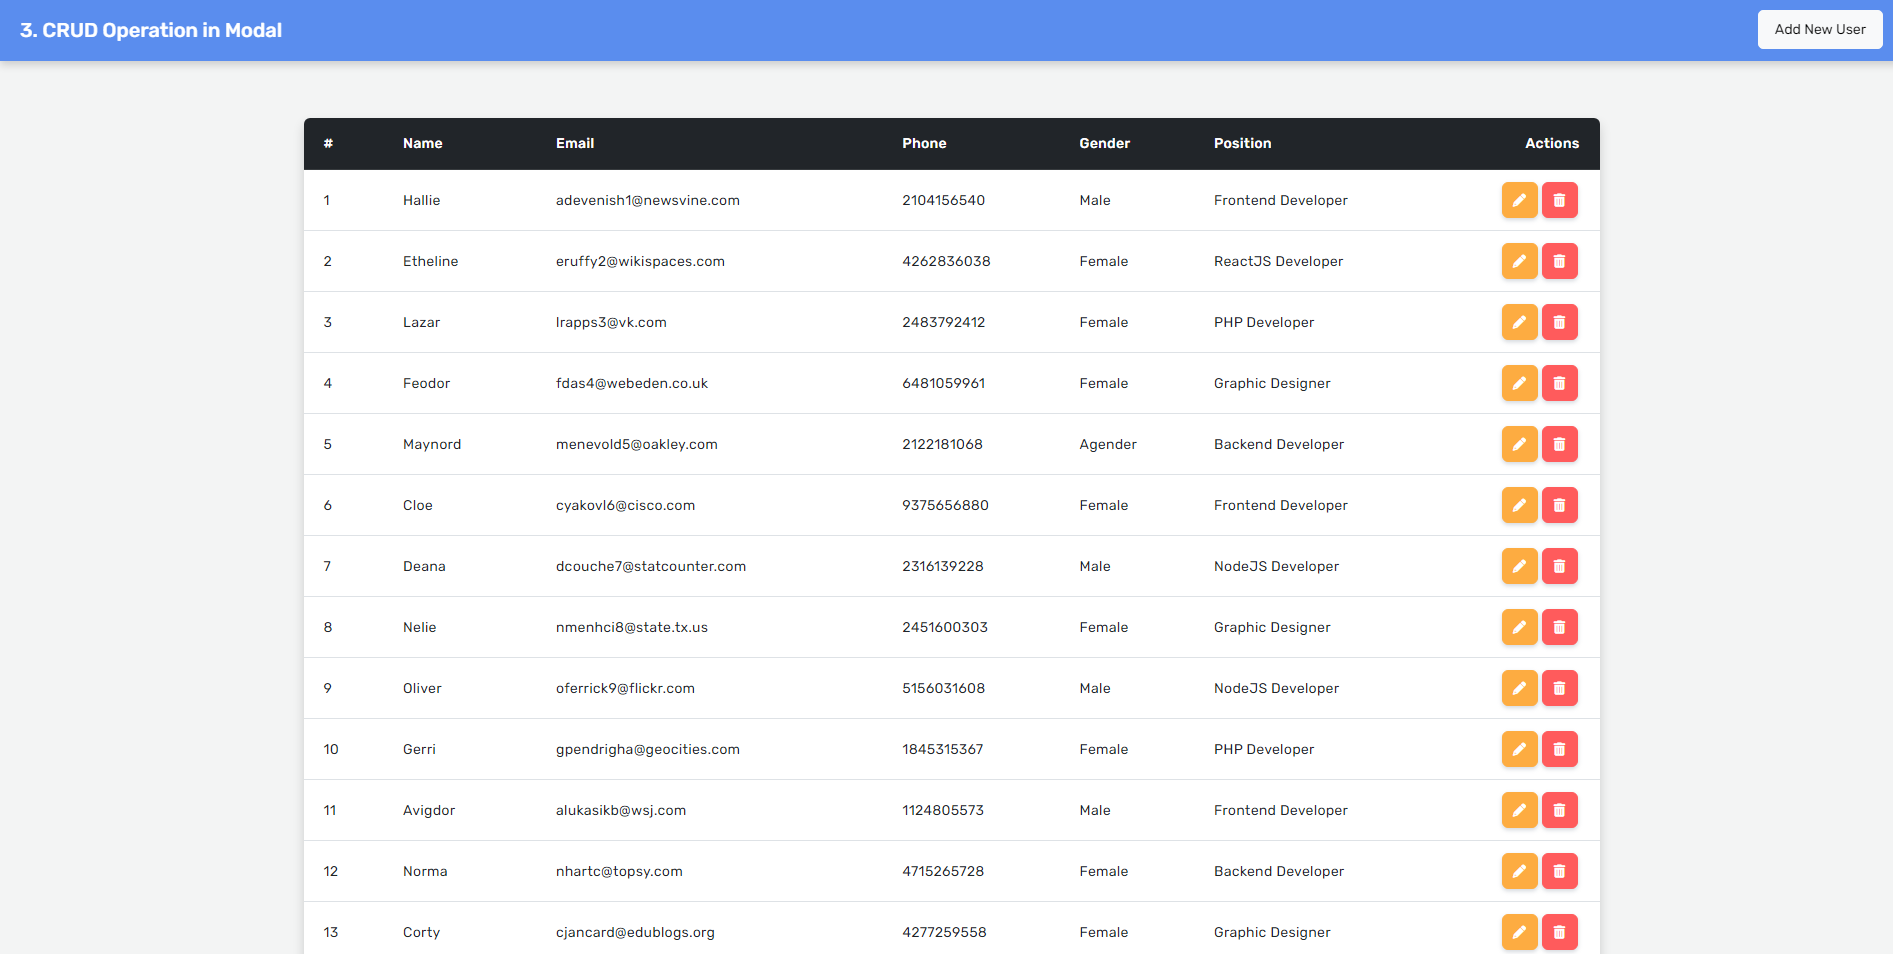 3. CRUD Operation in Modal Add New User
# Name Email Phone Gender Position Actions
1 Hallie adevenish1@newsvine.com 2104156540 Male Frontend Developer
2 Etheline eruffy2@wikispaces.com 4262836038 Female ReactJS Developer
3 Lazar lrapps3@vk.com 2483792412 Female PHP Developer
4 Feodor fdas4@webeden.co.uk 6481059961 Female Graphic Designer
5 Maynord menevold5@oakley.com 2122181068 Agender Backend Developer
6 Cloe cyakovl6@cisco.com 9375656880 Female Frontend Developer
7 Deana dcouche7@statcounter.com 2316139228 Male NodeJS Developer
8 Nelie nmenhci8@state.tx.us 2451600303 Female Graphic Designer
9 Oliver oferrick9@flickr.com 5156031608 Male NodeJS Developer
10 Gerri gpendrigha@geocities.com 1845315367 Female PHP Developer
11 Avigdor alukasikb@wsj.com 1124805573 Male Frontend Developer
12 Norma nhartc@topsy.com 4715265728 Female Backend Developer
13 Corty cjancard@edublogs.org 4277259558 Female Graphic Designer